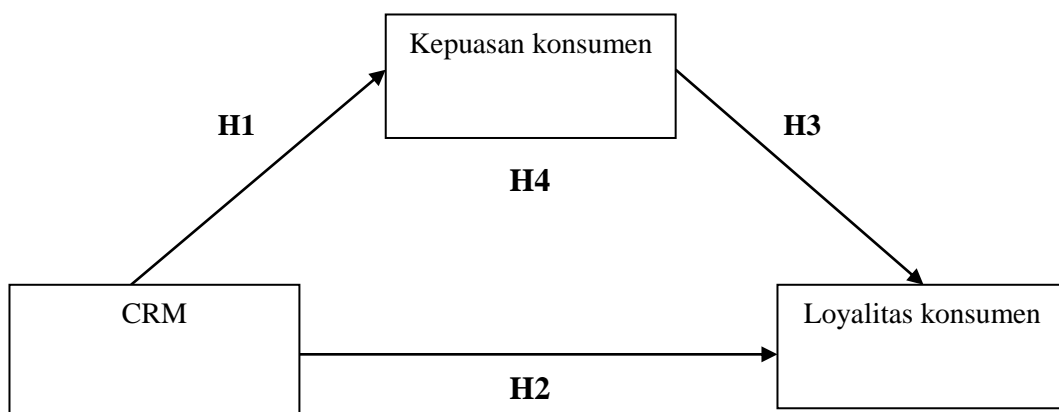 Kepuasan konsumen
H1
H3
H4
CRM
Loyalitas konsumen
H2